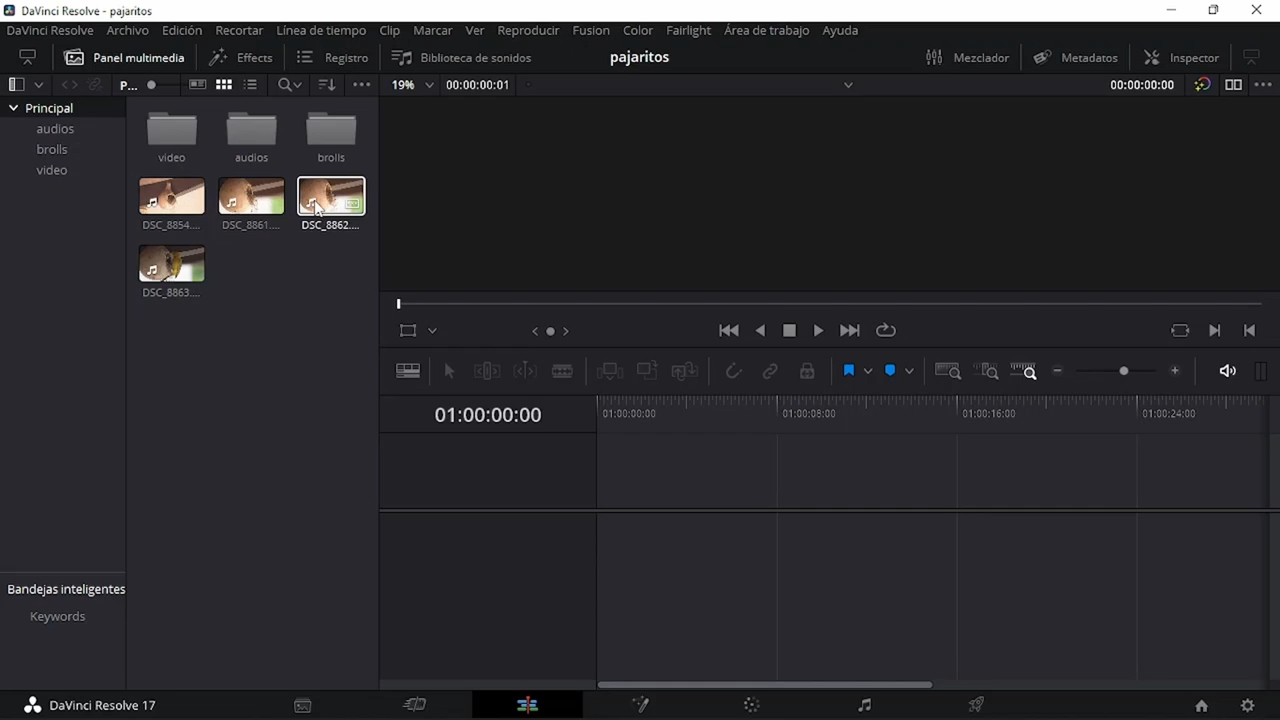 DaVinci Resolve - pajaritos
DaVinci Resolve Archivo Edición Recortar Línea de tiempo Clip Marcar Ver Reproducir Fusion Color Fairlight Área de trabajo Ayuda
Panel multimedia Effects Registro Biblioteca de sonidos pajaritos Mezclador Metadatos Inspector
P... 19% 00:00:00:01 00:00:00:00
Principal
audios
brolls
video
video audios brolls
DSC_8854.... DSC_8861.... DSC_8862....
DSC_8863....
01:00:00:00
01:00:00:00 01:00:08:00 01:00:16:00 01:00:24:00
Bandejas inteligentes
Keywords
DaVinci Resolve 17